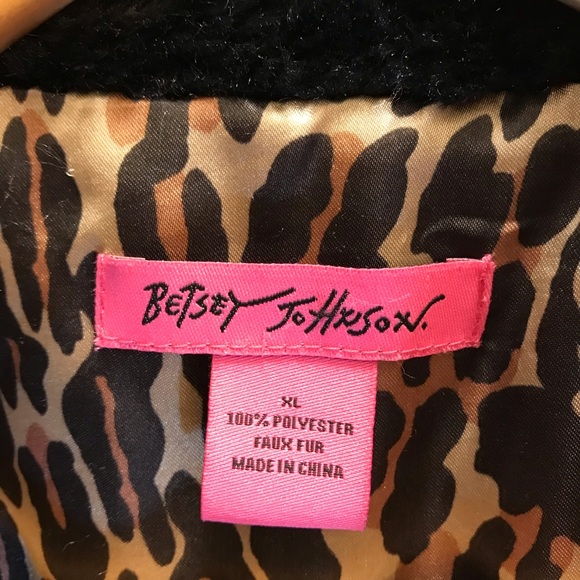 BETSEY JOHNSON.
XL
100% POLYESTER
FAUX FUR
MADE IN CHINA